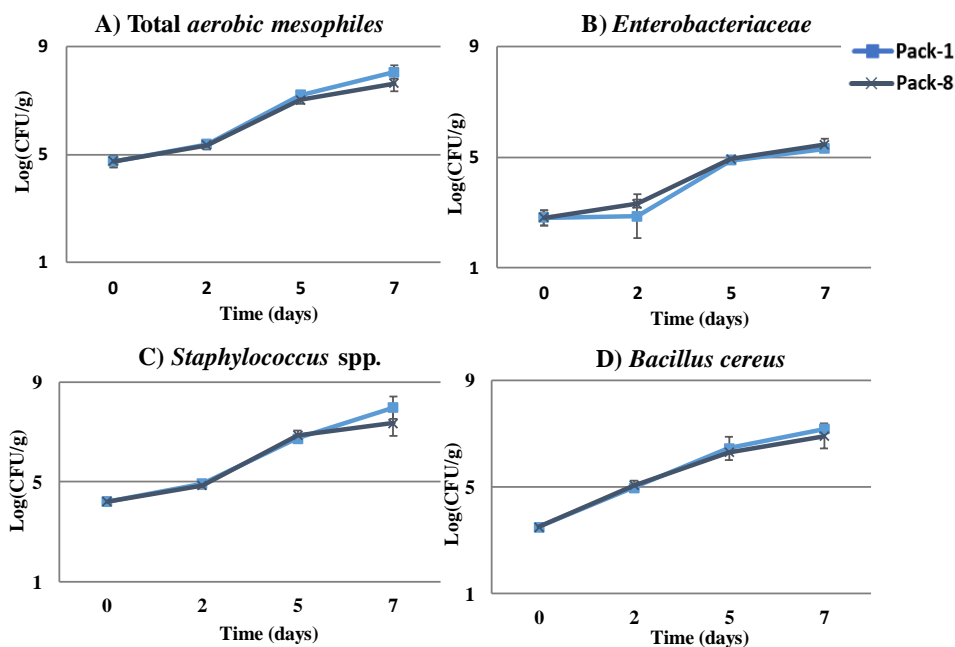 A) Total aerobic mesophiles
9
5
1
Log(CFU/g)
0 2 5 7
Time (days)
B) Enterobacteriaceae
9
5
1
Log(CFU/g)
0 2 5 7
Time (days)
Pack-1
Pack-8
C) Staphylococcus spp.
9
5
1
Log(CFU/g)
0 2 5 7
Time (days)
D) Bacillus cereus
9
5
1
Log(CFU/g)
0 2 5 7
Time (days)